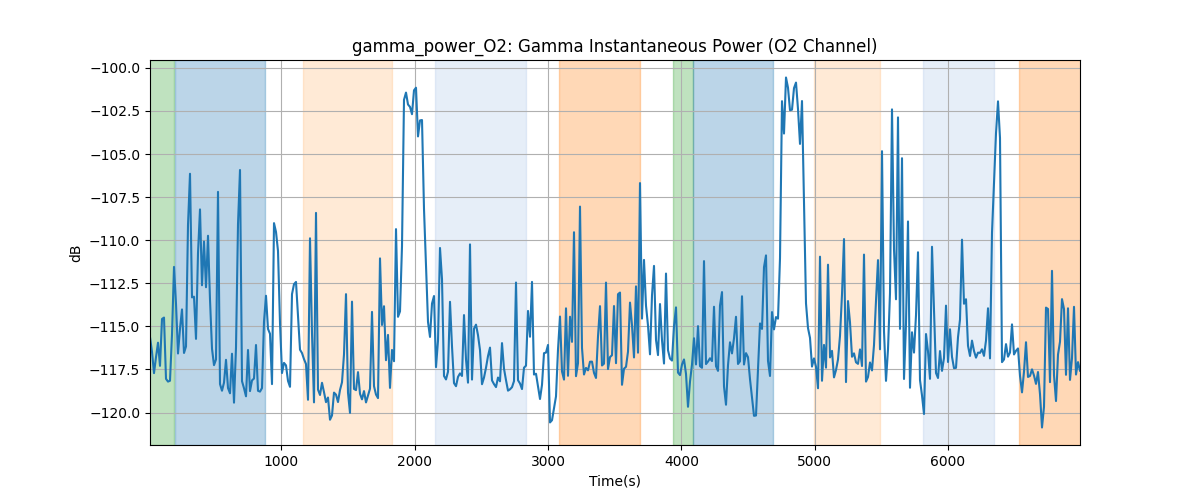 gamma_power_O2: Gamma Instantaneous Power (O2 Channel)
−100.0
−102.5
−105.0
−107.5
−110.0
−112.5
−115.0
−117.5
−120.0
dB
1000 2000 3000 4000 5000 6000
Time(s)